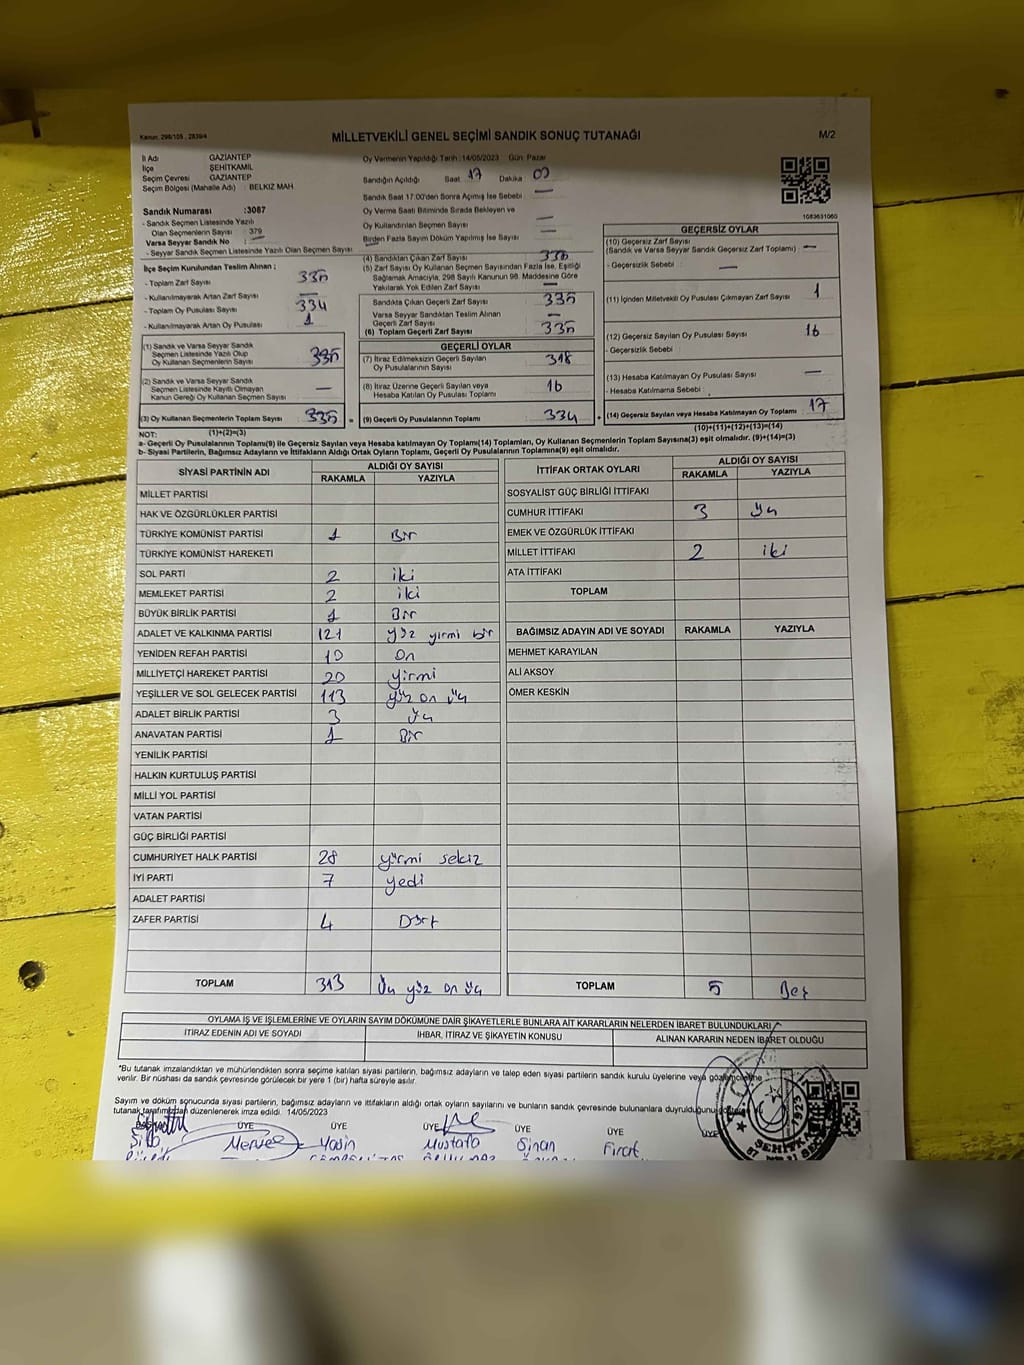 Kanun: 298/105 , 2839/4
MİLLETVEKİLİ GENEL SEÇİMİ SANDIK SONUÇ TUTANAĞI
M/2
İl Adı GAZİANTEP
İlçe ŞEHİTKAMİL
Seçim Çevresi GAZİANTEP
Seçim Bölgesi (Mahalle Adı) : BELKIZ MAH
Sandık Numarası :3087
- Sandık Seçmen Listesinde Yazılı
Olan Seçmenlerin Sayısı : 379
Varsa Seyyar Sandık No :
- Seyyar Sandık Seçmen Listesinde Yazılı Olan Seçmen Sayısı
Oy Vermenin Yapıldığı Tarih : 14/05/2023 Gün: Pazar
Sandığın Açıldığı Saat 17 Dakika 00
Sandık Saat 17.00'den Sonra Açılmış İse Sebebi —
Oy Verme Saati Bitiminde Sırada Bekleyen ve
Oy Kullandırılan Seçmen Sayısı —
Birden Fazla Sayım Döküm Yapılmış İse Sayısı —
1083631060
İlçe Seçim Kurulundan Teslim Alınan :
- Toplam Zarf Sayısı
- Kullanılmayarak Artan Zarf Sayısı —
- Toplam Oy Pusulası Sayısı 334
- Kullanılmayarak Artan Oy Pusulası 1
(1) Sandık ve Varsa Seyyar Sandık
Seçmen Listesinde Yazılı Olup
Oy Kullanan Seçmenlerin Sayısı
(2) Sandık ve Varsa Seyyar Sandık
Seçmen Listesinde Kayıtlı Olmayan
Kanun Gereği Oy Kullanan Seçmen Sayısı —
(3) Oy Kullanan Seçmenlerin Toplam Sayısı 335
(1)+(2)=(3)
(4) Sandıktan Çıkan Zarf Sayısı
(5) Zarf Sayısı Oy Kullanan Seçmen Sayısından Fazla İse, Eşitliği
Sağlamak Amacıyla, 298 Sayılı Kanunun 98. Maddesine Göre
Yakılarak Yok Edilen Zarf Sayısı —
Sandıkta Çıkan Geçerli Zarf Sayısı 335
Varsa Seyyar Sandıktan Teslim Alınan
Geçerli Zarf Sayısı —
(6) Toplam Geçerli Zarf Sayısı 335
GEÇERLİ OYLAR
(7) İtiraz Edilmeksizin Geçerli Sayılan
Oy Pusulasının Sayısı 318
(8) İtiraz Üzerine Geçerli Sayılan veya
Hesaba Katılan Oy Pusulası Toplamı 16
(9) Geçerli Oy Pusulalarının Toplamı 334
GEÇERSİZ OYLAR
(10) Geçersiz Zarf Sayısı
(Sandık ve Varsa Seyyar Sandık Geçersiz Zarf Toplamı) —
- Geçersizlik Sebebi : —
(11) İçinden Milletvekili Oy Pusulası Çıkmayan Zarf Sayısı 1
(12) Geçersiz Sayılan Oy Pusulası Sayısı 16
- Geçersizlik Sebebi :
(13) Hesaba Katılmayan Oy Pusulası Sayısı —
- Hesaba Katılmama Sebebi :
(14) Geçersiz Sayılan veya Hesaba Katılmayan Oy Toplamı 17
(10)+(11)+(12)+(13)=(14)
NOT:
a- Geçerli Oy Pusulalarının Toplamı(9) ile Geçersiz Sayılan veya Hesaba katılmayan Oy Toplamı(14) Toplamları, Oy Kullanan Seçmenlerin Toplam Sayısına(3) eşit olmalıdır. (9)+(14)=(3)
b- Siyasi Partilerin, Bağımsız Adayların ve İttifakların Aldığı Ortak Oyların Toplamı, Geçerli Oy Pusulalarının Toplamına(9) eşit olmalıdır.
SİYASİ PARTİNİN ADI ALDIĞI OY SAYISI
RAKAMLA YAZIYLA
MİLLET PARTİSİ
HAK VE ÖZGÜRLÜKLER PARTİSİ
TÜRKİYE KOMÜNİST PARTİSİ 1 Bir
TÜRKİYE KOMÜNİST HAREKETİ
SOL PARTİ 2 iki
MEMLEKET PARTİSİ 2 iki
BÜYÜK BİRLİK PARTİSİ 1 Bir
ADALET VE KALKINMA PARTİSİ 121 yüz yirmi bir
YENİDEN REFAH PARTİSİ 10 On
MİLLİYETÇİ HAREKET PARTİSİ 20 yirmi
YEŞİLLER VE SOL GELECEK PARTİSİ 113 yüz on üç
ADALET BİRLİK PARTİSİ 3 üç
ANAVATAN PARTİSİ 1 Bir
YENİLİK PARTİSİ
HALKIN KURTULUŞ PARTİSİ
MİLLİ YOL PARTİSİ
VATAN PARTİSİ
GÜÇ BİRLİĞİ PARTİSİ
CUMHURİYET HALK PARTİSİ 28 yirmi sekiz
İYİ PARTİ 7 yedi
ADALET PARTİSİ
ZAFER PARTİSİ 4 Dört
TOPLAM 313 Üç yüz on üç
İTTİFAK ORTAK OYLARI ALDIĞI OY SAYISI
RAKAMLA YAZIYLA
SOSYALİST GÜÇ BİRLİĞİ İTTİFAKI
CUMHUR İTTİFAKI 3 üç
EMEK VE ÖZGÜRLÜK İTTİFAKI
MİLLET İTTİFAKI 2 iki
ATA İTTİFAKI
TOPLAM
BAĞIMSIZ ADAYIN ADI VE SOYADI RAKAMLA YAZIYLA
MEHMET KARAYILAN
ALİ AKSOY
ÖMER KESKİN
TOPLAM 5 Beş
OYLAMA İŞ VE İŞLEMLERİNE VE OYLARIN SAYIM DÖKÜMÜNE DAİR ŞİKAYETLERLE BUNLARA AİT KARARLARIN NELERDEN İBARET BULUNDUKLARI
İTİRAZ EDENİN ADI VE SOYADI İHBAR, İTİRAZ VE ŞİKAYETİN KONUSU ALINAN KARARIN NEDEN İBARET OLDUĞU
*Bu tutanak imzalandıktan ve mühürlendikten sonra seçime katılan siyasi partilerin, bağımsız adayların ve talep eden siyasi partilerin sandık kurulu üyelerine veya gözlemcilerine
verilir. Bir nüshası da sandık çevresinde görülecek bir yere 1 (bir) hafta süreyle asılır.
Sayım ve döküm sonucunda siyasi partilerin, bağımsız adayların ve ittifakların aldığı ortak oyların sayılarını ve bunların sandık çevresinde bulunanlara duyrulduğunu
tutanak tarafımızdan düzenlenerek imza edildi. 14/05/2023
ÜYE ÜYE ÜYE ÜYE ÜYE ÜYE
Merve Yasin Mustafa Sinan Fırat